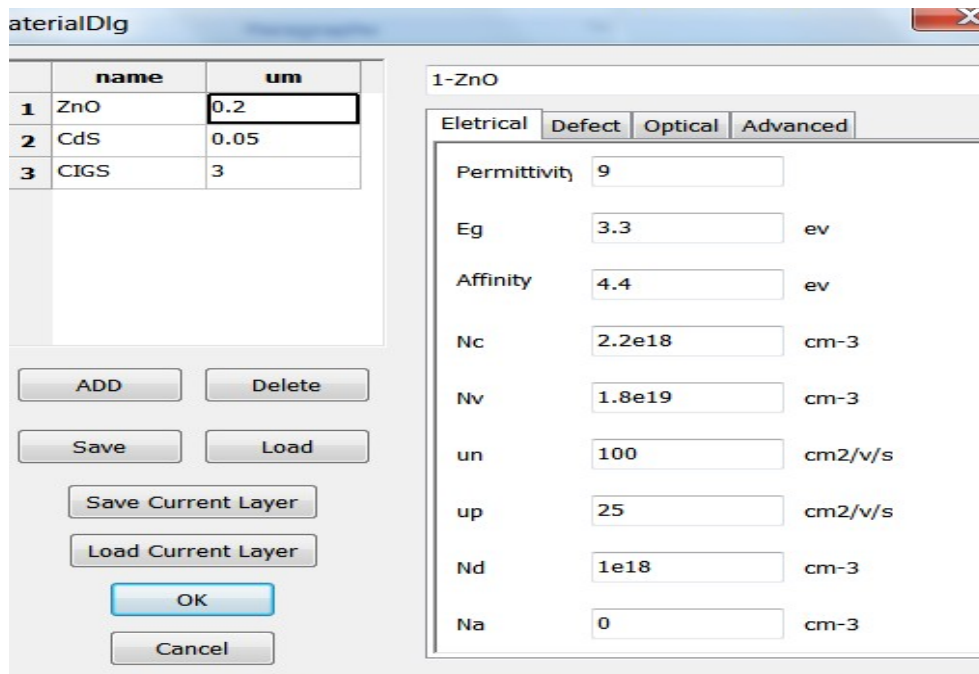 aterialDlg
name um
1 ZnO 0.2
2 CdS 0.05
3 CIGS 3
ADD Delete
Save Load
Save Current Layer
Load Current Layer
OK
Cancel
1-ZnO
Eletrical Defect Optical Advanced
Permittivity 9
Eg 3.3 ev
Affinity 4.4 ev
Nc 2.2e18 cm-3
Nv 1.8e19 cm-3
un 100 cm2/v/s
up 25 cm2/v/s
Nd 1e18 cm-3
Na 0 cm-3